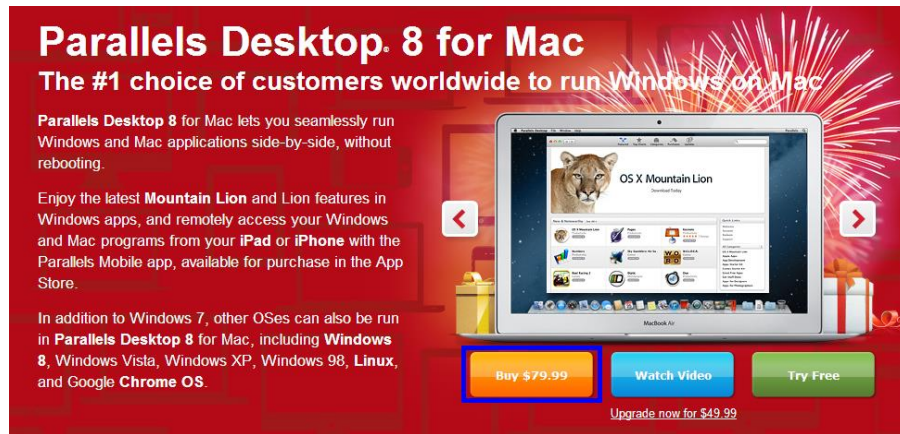 Parallels Desktop® 8 for Mac
The #1 choice of customers worldwide to run Windows on Mac
Parallels Desktop 8 for Mac lets you seamlessly run
Windows and Mac applications side-by-side, without
rebooting.
Enjoy the latest Mountain Lion and Lion features in
Windows apps, and remotely access your Windows
and Mac programs from your iPad or iPhone with the
Parallels Mobile app, available for purchase in the App
Store.
In addition to Windows 7, other OSes can also be run
in Parallels Desktop 8 for Mac, including Windows
8, Windows Vista, Windows XP, Windows 98, Linux,
and Google Chrome OS.
OS X Mountain Lion
Download Today
MacBook Air
Buy $79.99
Watch Video
Try Free
Upgrade now for $49.99